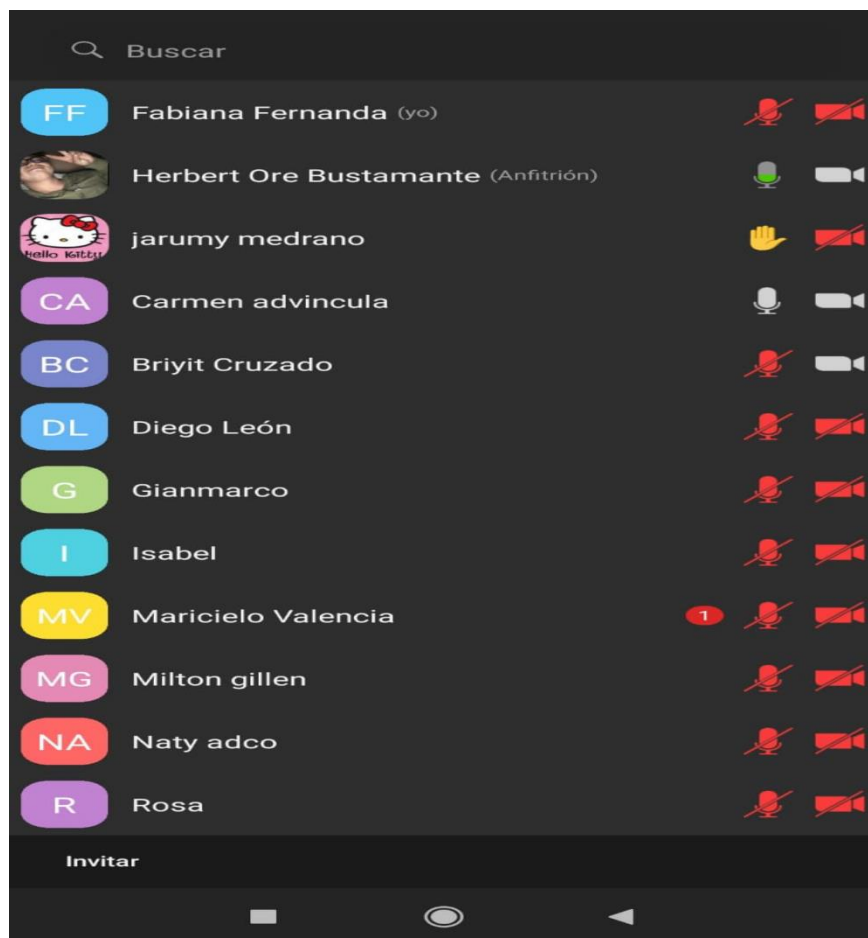 Buscar
FF Fabiana Fernanda (yo)
Herbert Ore Bustamante (Anfitrión)
Hello Kitty jarumy medrano
CA Carmen advincula
BC Briyit Cruzado
DL Diego León
G Gianmarco
I Isabel
MV Maricielo Valencia 1
MG Milton gillen
NA Naty adco
R Rosa
Invitar